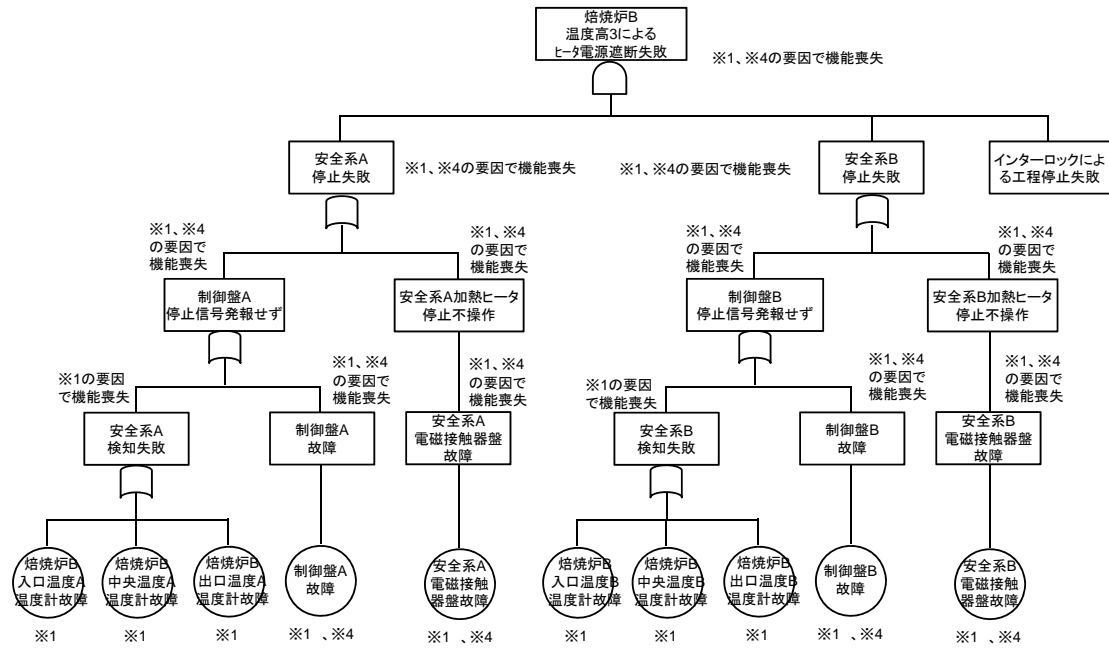 焙焼炉B
温度高3による
ヒータ電源遮断失敗
※1、※4の要因で機能喪失
安全系A
停止失敗
※1、※4の要因で機能喪失
※1、※4の要因で機能喪失
安全系B
停止失敗
インターロックによ
る工程停止失敗
※1、※4
の要因で
機能喪失
※1、※4
の要因で
機能喪失
※1、※4
の要因で
機能喪失
※1、※4
の要因で
機能喪失
制御盤A
停止信号発報せず
安全系A加熱ヒータ
停止不操作
制御盤B
停止信号発報せず
安全系B加熱ヒータ
停止不操作
※1の要因
で機能喪失
※1、※4
の要因で
機能喪失
※1、※4
の要因で
機能喪失
※1の要因
で機能喪失
※1、※4
の要因で
機能喪失
※1、※4
の要因で
機能喪失
安全系A
検知失敗
制御盤A
故障
安全系A
電磁接触器盤
故障
安全系B
検知失敗
制御盤B
故障
安全系B
電磁接触器盤
故障
焙焼炉B
入口温度A
温度計故障
焙焼炉B
中央温度A
温度計故障
焙焼炉B
出口温度A
温度計故障
制御盤A
故障
安全系A
電磁接触
器盤故障
焙焼炉B
入口温度B
温度計故障
焙焼炉B
中央温度B
温度計故障
焙焼炉B
出口温度B
温度計故障
制御盤B
故障
安全系B
電磁接触
器盤故障
※1
※1
※1
※1 、※4
※1 、※4
※1
※1
※1
※1 、※4
※1 、※4